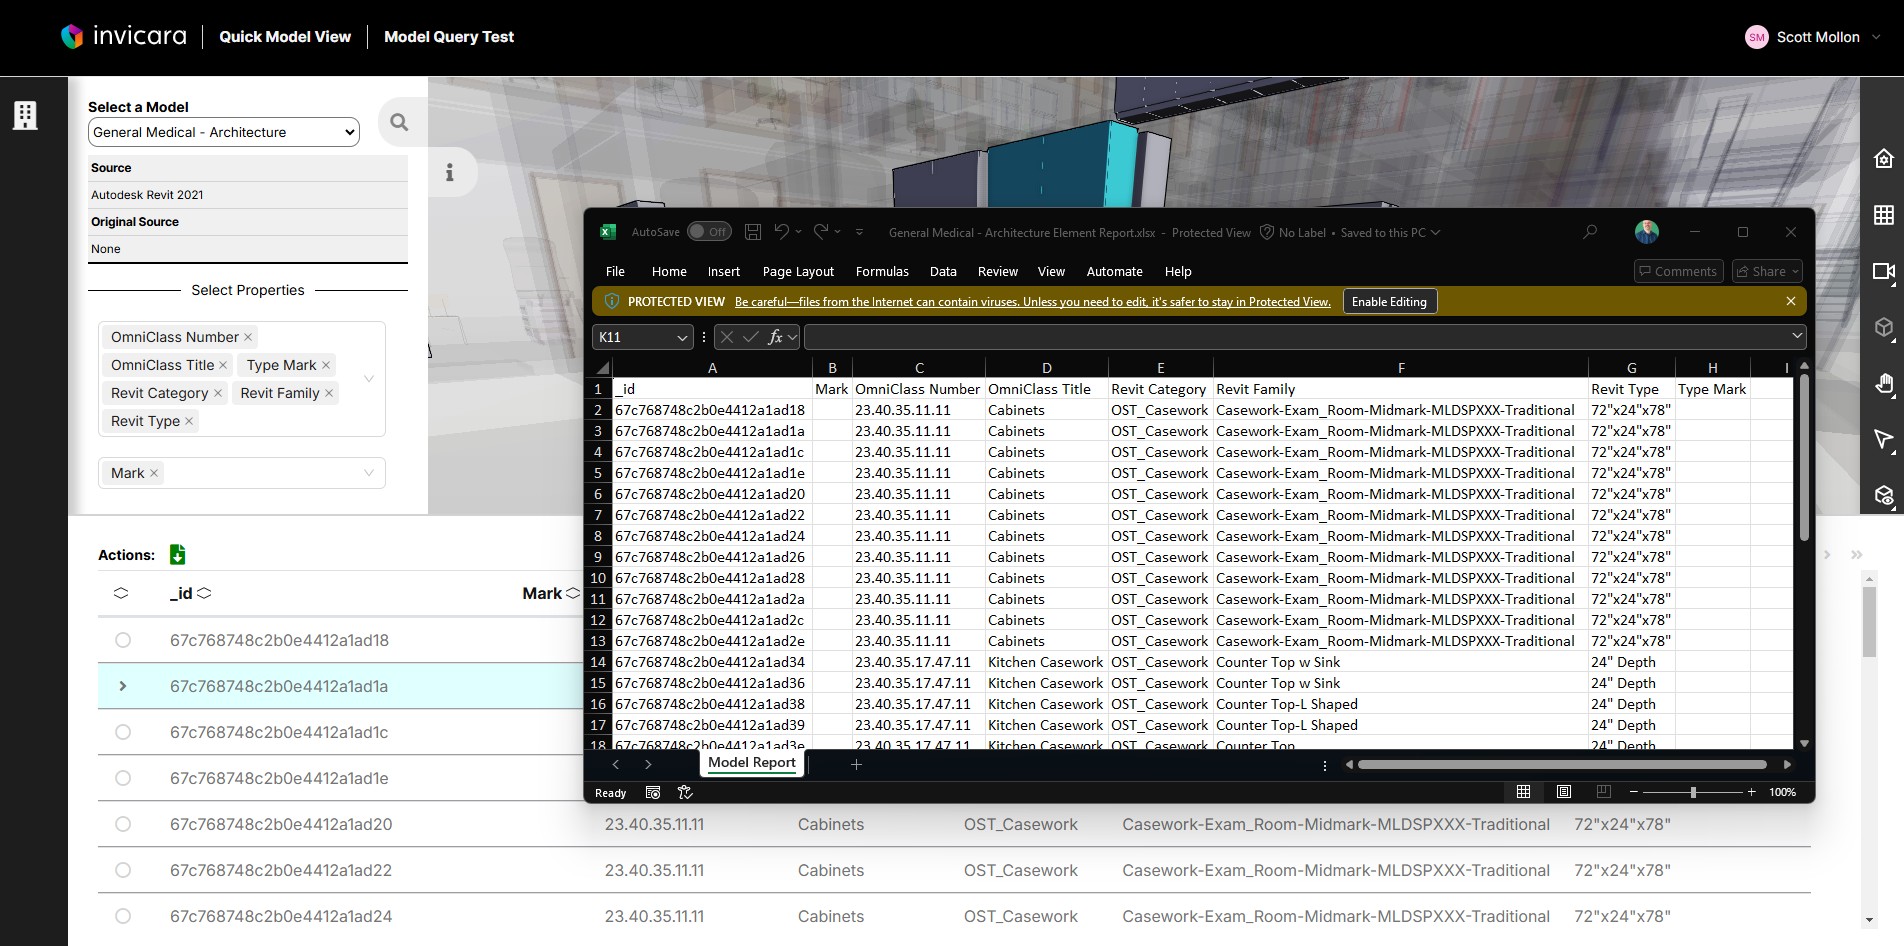 invicara
Quick Model View
Model Query Test
SM
Scott Mollon
Select a Model
General Medical - Architecture
Source
Autodesk Revit 2021
Original Source
None
Select Properties
OmniClass Number ×
OmniClass Title × Type Mark ×
Revit Category × Revit Family ×
Revit Type ×
Mark ×
AutoSave Off General Medical - Architecture Element Report.xlsx - Protected View No Label • Saved to this PC
File Home Insert Page Layout Formulas Data Review View Automate Help Comments Share
PROTECTED VIEW Be careful—files from the Internet can contain viruses. Unless you need to edit, it's safer to stay in Protected View. Enable Editing
K11 fx
A B C D E F G H I
1 _id Mark OmniClass Number OmniClass Title Revit Category Revit Family Revit Type Type Mark
2 67c768748c2b0e4412a1ad18 23.40.35.11.11 Cabinets OST_Casework Casework-Exam_Room-Midmark-MLDSPXXX-Traditional 72"x24"x78"
3 67c768748c2b0e4412a1ad1a 23.40.35.11.11 Cabinets OST_Casework Casework-Exam_Room-Midmark-MLDSPXXX-Traditional 72"x24"x78"
4 67c768748c2b0e4412a1ad1c 23.40.35.11.11 Cabinets OST_Casework Casework-Exam_Room-Midmark-MLDSPXXX-Traditional 72"x24"x78"
5 67c768748c2b0e4412a1ad1e 23.40.35.11.11 Cabinets OST_Casework Casework-Exam_Room-Midmark-MLDSPXXX-Traditional 72"x24"x78"
6 67c768748c2b0e4412a1ad20 23.40.35.11.11 Cabinets OST_Casework Casework-Exam_Room-Midmark-MLDSPXXX-Traditional 72"x24"x78"
7 67c768748c2b0e4412a1ad22 23.40.35.11.11 Cabinets OST_Casework Casework-Exam_Room-Midmark-MLDSPXXX-Traditional 72"x24"x78"
8 67c768748c2b0e4412a1ad24 23.40.35.11.11 Cabinets OST_Casework Casework-Exam_Room-Midmark-MLDSPXXX-Traditional 72"x24"x78"
9 67c768748c2b0e4412a1ad26 23.40.35.11.11 Cabinets OST_Casework Casework-Exam_Room-Midmark-MLDSPXXX-Traditional 72"x24"x78"
10 67c768748c2b0e4412a1ad28 23.40.35.11.11 Cabinets OST_Casework Casework-Exam_Room-Midmark-MLDSPXXX-Traditional 72"x24"x78"
11 67c768748c2b0e4412a1ad2a 23.40.35.11.11 Cabinets OST_Casework Casework-Exam_Room-Midmark-MLDSPXXX-Traditional 72"x24"x78"
12 67c768748c2b0e4412a1ad2c 23.40.35.11.11 Cabinets OST_Casework Casework-Exam_Room-Midmark-MLDSPXXX-Traditional 72"x24"x78"
13 67c768748c2b0e4412a1ad2e 23.40.35.11.11 Cabinets OST_Casework Casework-Exam_Room-Midmark-MLDSPXXX-Traditional 72"x24"x78"
14 67c768748c2b0e4412a1ad34 23.40.35.17.47.11 Kitchen Casework OST_Casework Counter Top w Sink 24" Depth
15 67c768748c2b0e4412a1ad36 23.40.35.17.47.11 Kitchen Casework OST_Casework Counter Top w Sink 24" Depth
16 67c768748c2b0e4412a1ad38 23.40.35.17.47.11 Kitchen Casework OST_Casework Counter Top-L Shaped 24" Depth
17 67c768748c2b0e4412a1ad39 23.40.35.17.47.11 Kitchen Casework OST_Casework Counter Top-L Shaped 24" Depth
18 67c768748c2b0e4412a1ad3e 23.40.35.17.47.11 Kitchen Casework OST_Casework Counter Top 24" Depth
Model Report
Ready 100%
Actions:
_id Mark
67c768748c2b0e4412a1ad18
67c768748c2b0e4412a1ad1a
67c768748c2b0e4412a1ad1c
67c768748c2b0e4412a1ad1e
67c768748c2b0e4412a1ad20 23.40.35.11.11 Cabinets OST_Casework Casework-Exam_Room-Midmark-MLDSPXXX-Traditional 72"x24"x78"
67c768748c2b0e4412a1ad22 23.40.35.11.11 Cabinets OST_Casework Casework-Exam_Room-Midmark-MLDSPXXX-Traditional 72"x24"x78"
67c768748c2b0e4412a1ad24 23.40.35.11.11 Cabinets OST_Casework Casework-Exam_Room-Midmark-MLDSPXXX-Traditional 72"x24"x78"